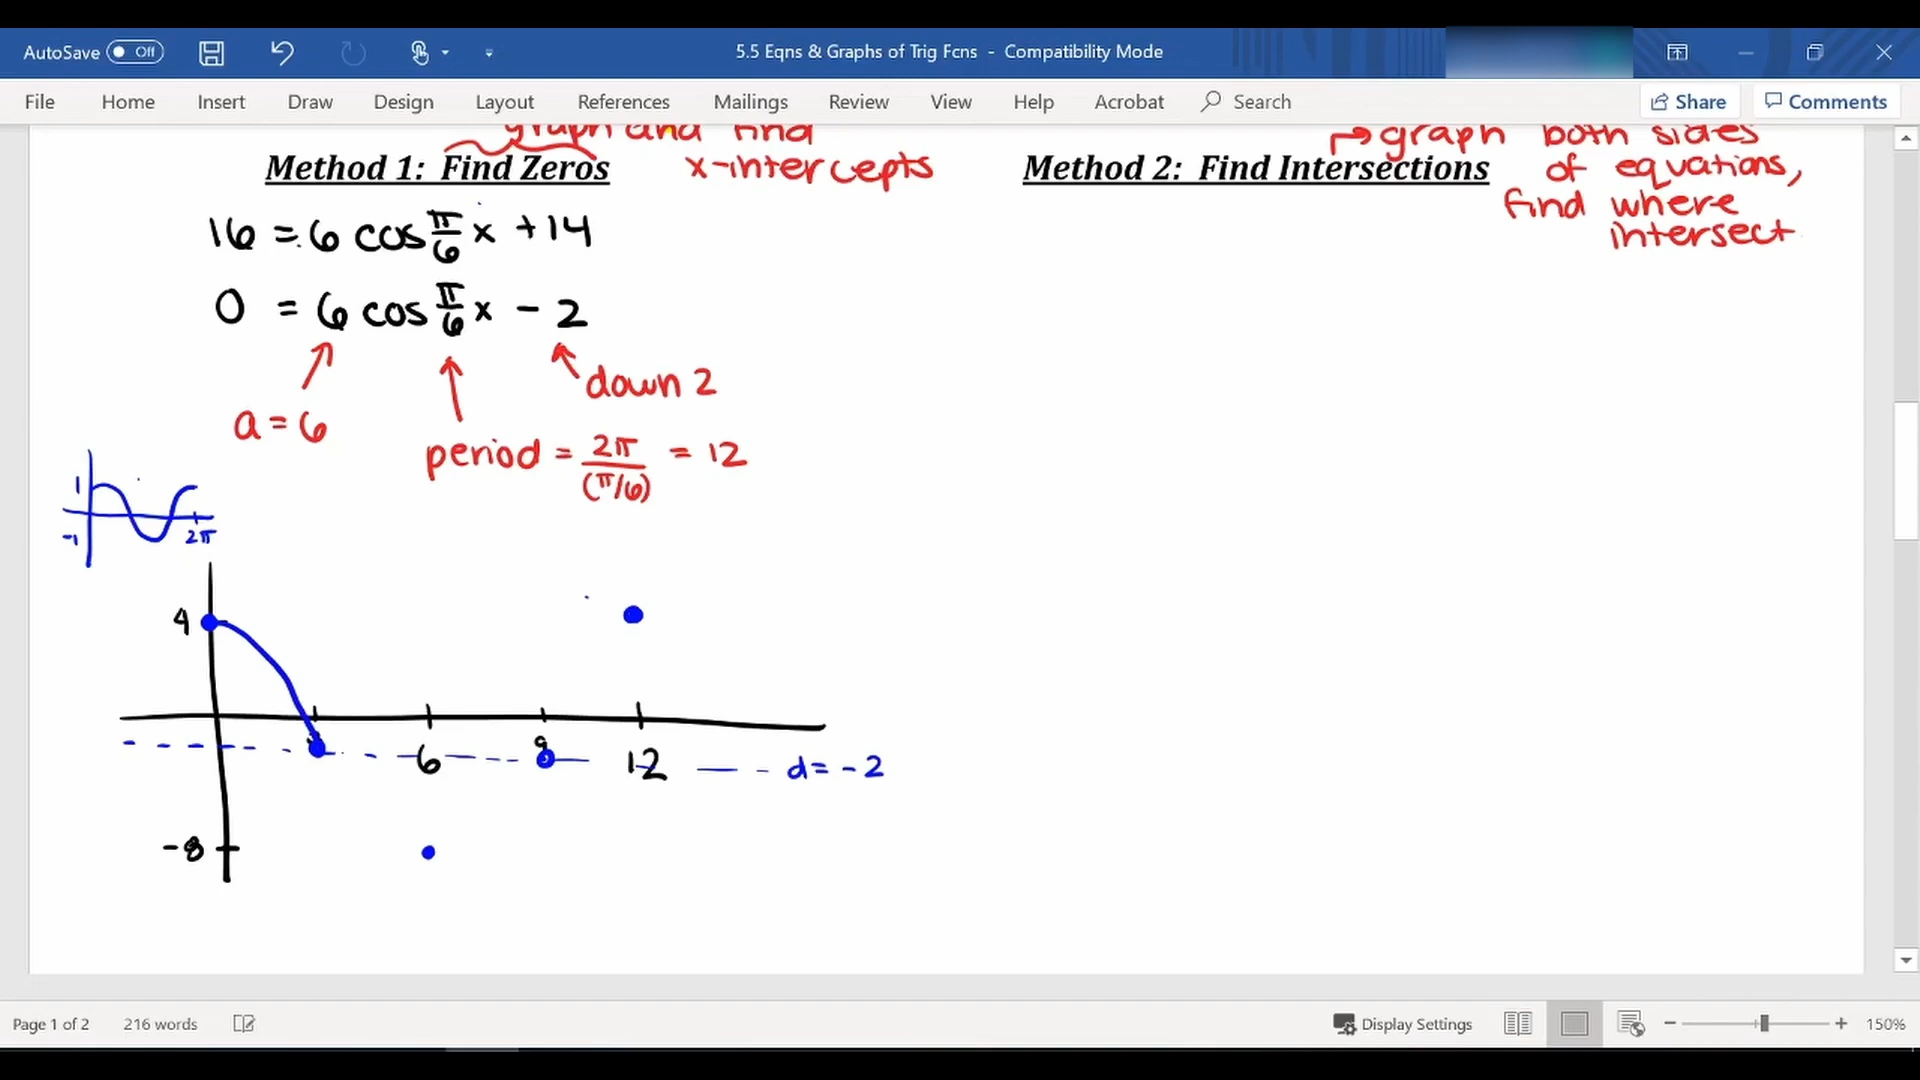 AutoSave Off 5.5 Eqns & Graphs of Trig Fcns - Compatibility Mode
File Home Insert Draw Design Layout References Mailings Review View Help Acrobat Search Share Comments
graph and find
x-intercepts
Method 1: Find Zeros
16 = 6 cos π/6 x + 14
0 = 6 cos π/6 x - 2
a = 6
down 2
period = 2π/(π/6) = 12
1
-1
2π
4
6
9
12
d = -2
-8
→ graph both sides
of equations,
find where
intersect
Method 2: Find Intersections
Page 1 of 2 216 words Display Settings 150%